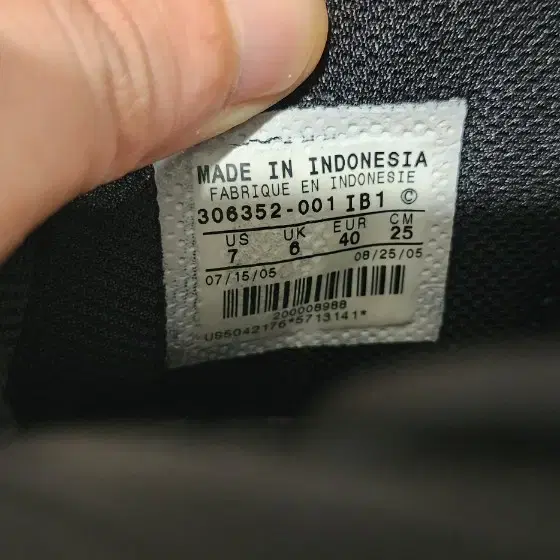 MADE IN INDONESIA
FABRIQUE EN INDONESIE
306352-001 IB1 ©
US UK EUR CM
7 6 40 25
07/15/05 08/25/05
200008988
US5042176*5713141*